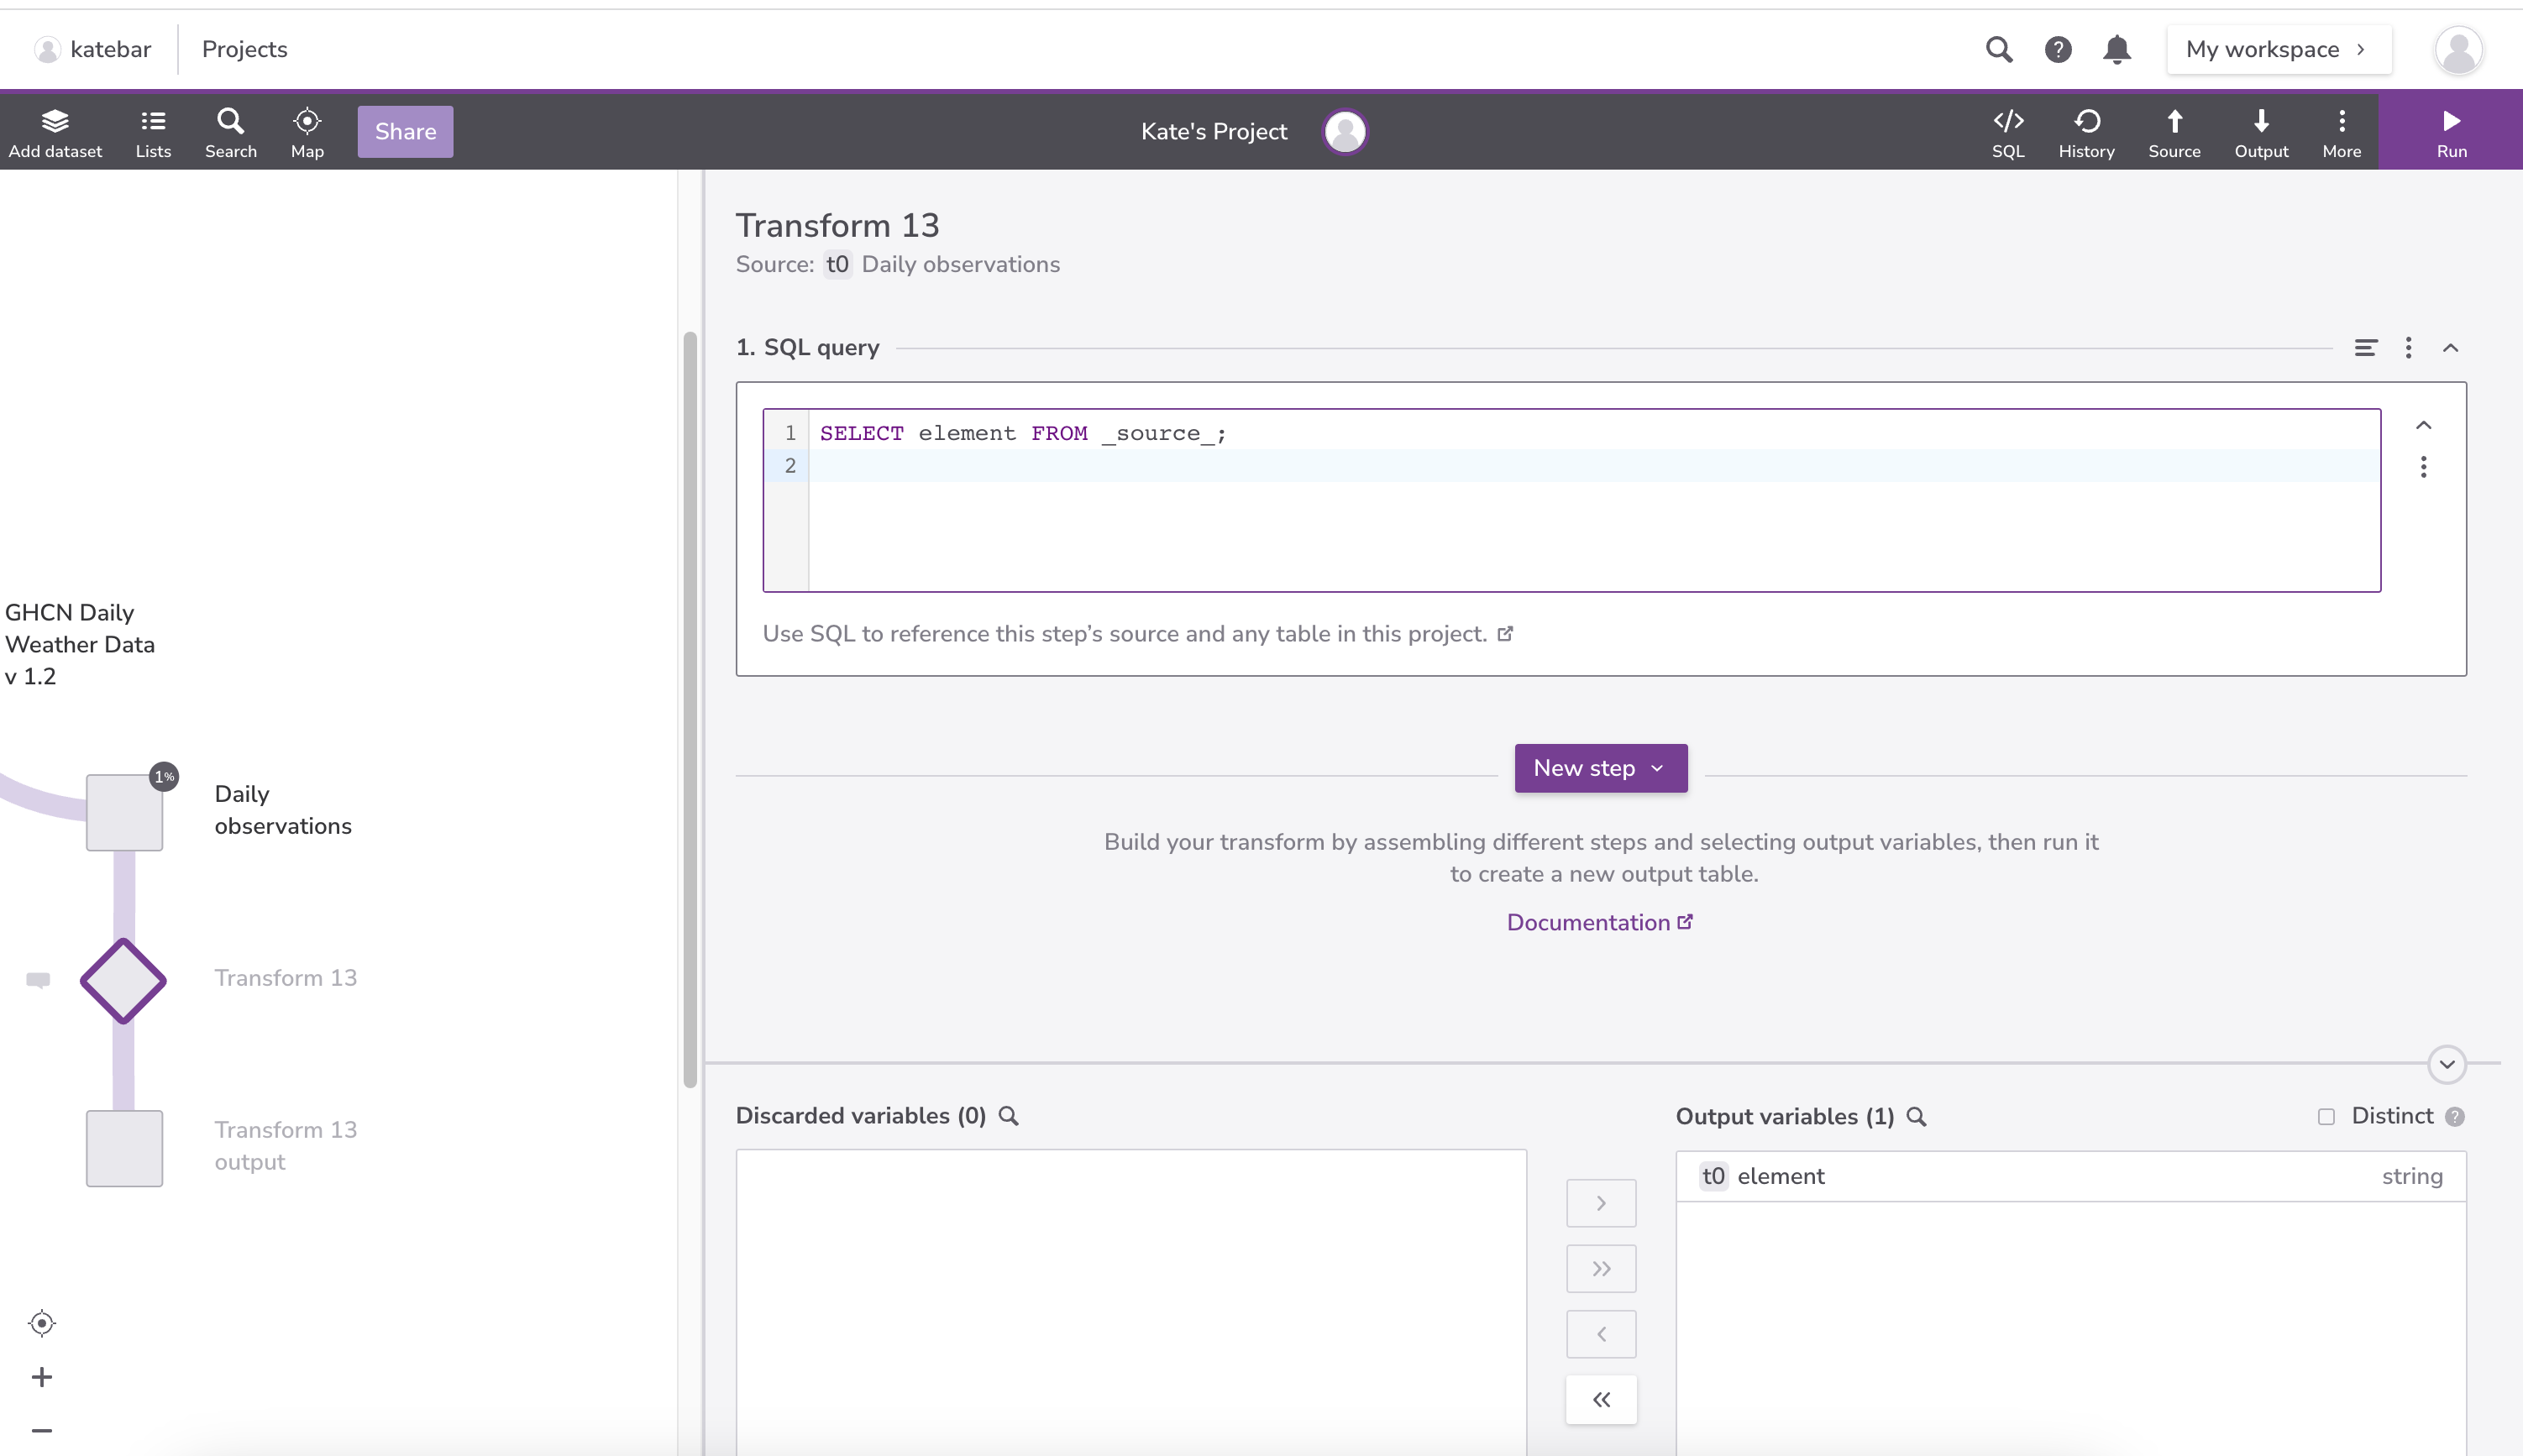 katebar
Projects
My workspace
Add dataset
Lists
Search
Map
Share
Kate's Project
SQL
History
Source
Output
More
Run
GHCN Daily
Weather Data
v 1.2
1%
Daily
observations
Transform 13
Transform 13
output
Transform 13
Source: t0 Daily observations
1. SQL query
1 SELECT element FROM _source_;
2
Use SQL to reference this step’s source and any table in this project.
New step
Build your transform by assembling different steps and selecting output variables, then run it
to create a new output table.
Documentation
Discarded variables (0)
Output variables (1)
Distinct ?
t0 element string